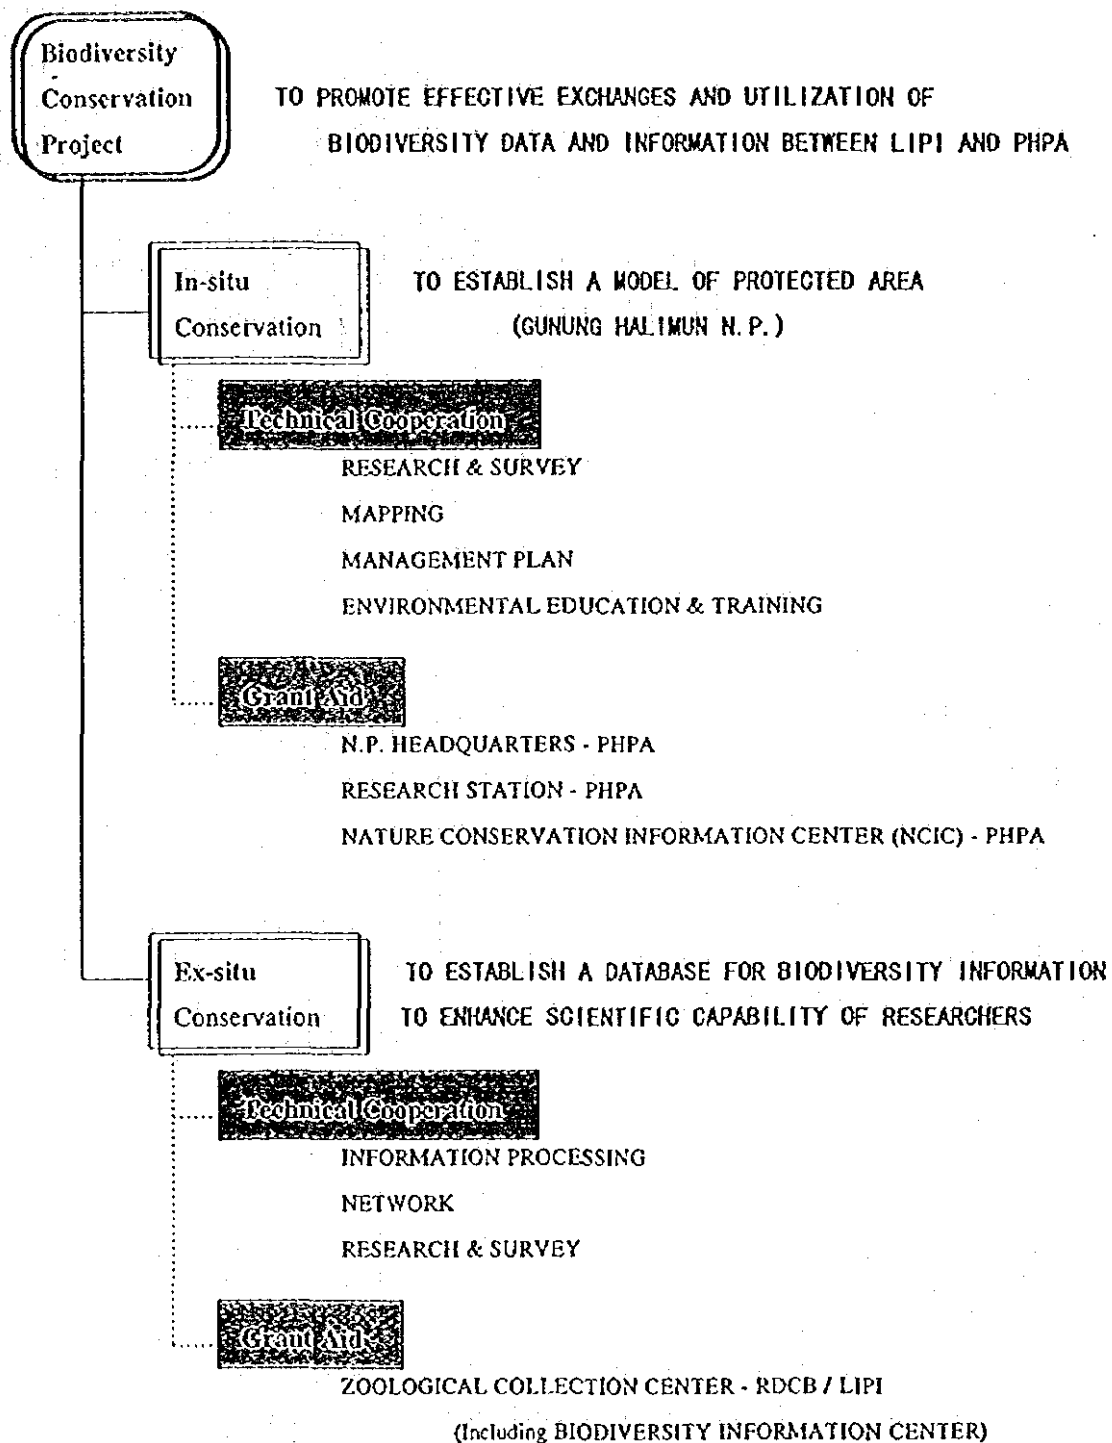 Biodiversity
Conservation
Project
TO PROMOTE EFFECTIVE EXCHANGES AND UTILIZATION OF
BIODIVERSITY DATA AND INFORMATION BETWEEN LIPI AND PHPA
In-situ
Conservation
TO ESTABLISH A MODEL OF PROTECTED AREA
(GUNUNG HALIMUN N.P.)
Technical Cooperation
RESEARCH & SURVEY
MAPPING
MANAGEMENT PLAN
ENVIRONMENTAL EDUCATION & TRAINING
Grant Aid
N.P. HEADQUARTERS - PHPA
RESEARCH STATION - PHPA
NATURE CONSERVATION INFORMATION CENTER (NCIC) - PHPA
Ex-situ
Conservation
TO ESTABLISH A DATABASE FOR BIODIVERSITY INFORMATION
TO ENHANCE SCIENTIFIC CAPABILITY OF RESEARCHERS
Technical Cooperation
INFORMATION PROCESSING
NETWORK
RESEARCH & SURVEY
Grant Aid
ZOOLOGICAL COLLECTION CENTER - RDCB / LIPI
(Including BIODIVERSITY INFORMATION CENTER)